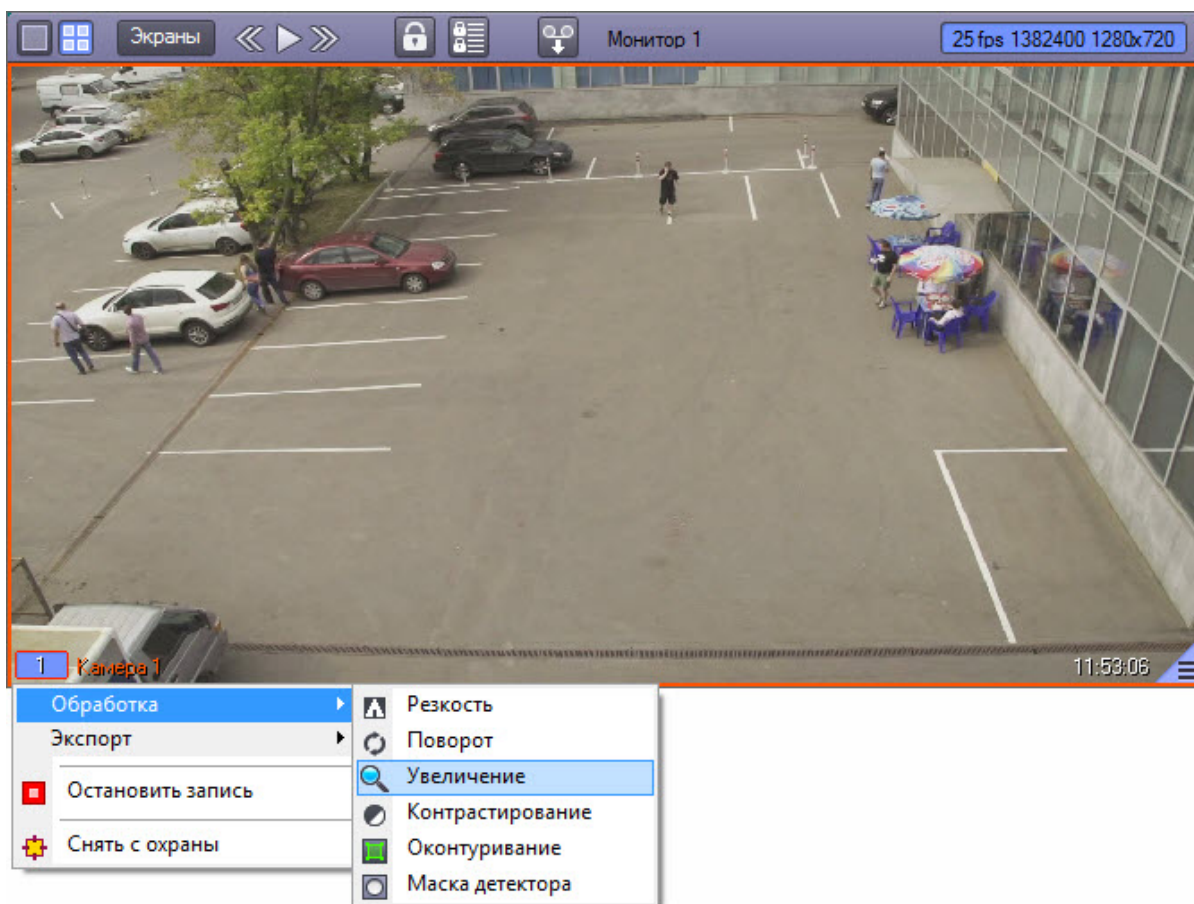 Экраны
Монитор 1
25 fps 1382400 1280x720
1
Камера 1
11:53:06
Обработка
Экспорт
Остановить запись
Снять с охраны
Резкость
Поворот
Увеличение
Контрастирование
Оконтуривание
Маска детектора